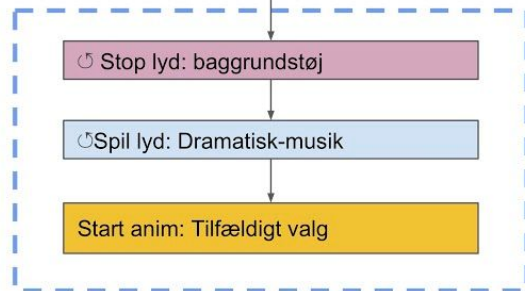 ↺ Stop lyd: baggrundstøj
↺Spil lyd: Dramatisk-musik
Start anim: Tilfældigt valg